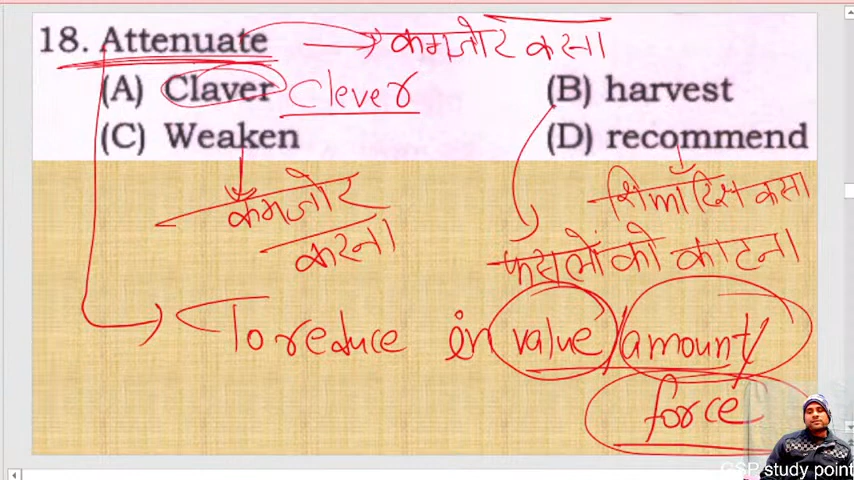 18. Attenuate → कमजोर करना
(A) Claver Clever (B) harvest
(C) Weaken (D) recommend
कमजोर करना
सिफारिस करना
फसलों को काटना
To reduce in value/amount/
force
GSP study point